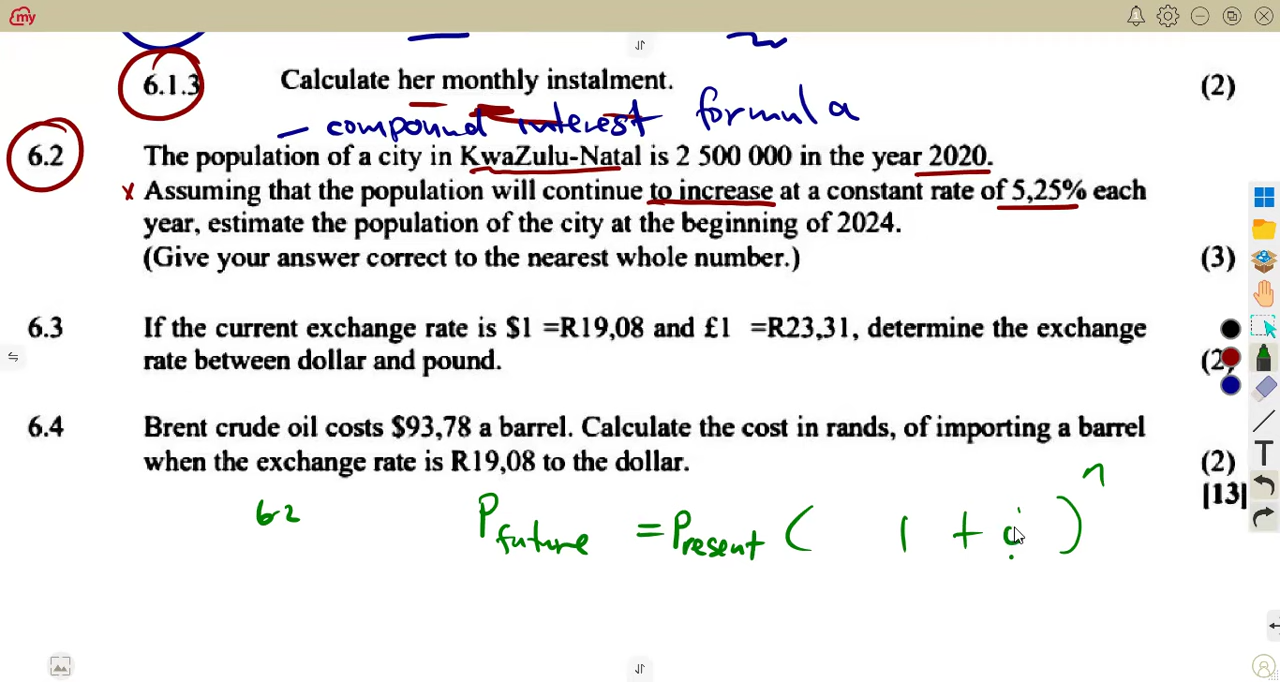 my
6.1.3 Calculate her monthly instalment. (2)
– compound interest formula
6.2 The population of a city in KwaZulu-Natal is 2 500 000 in the year 2020.
x Assuming that the population will continue to increase at a constant rate of 5,25% each
year, estimate the population of the city at the beginning of 2024.
(Give your answer correct to the nearest whole number.) (3)
6.3 If the current exchange rate is $1 =R19,08 and £1 =R23,31, determine the exchange
rate between dollar and pound. (2)
6.4 Brent crude oil costs $93,78 a barrel. Calculate the cost in rands, of importing a barrel
when the exchange rate is R19,08 to the dollar. (2)
[13]
6.2 P future = Present ( 1 + i )^n
T